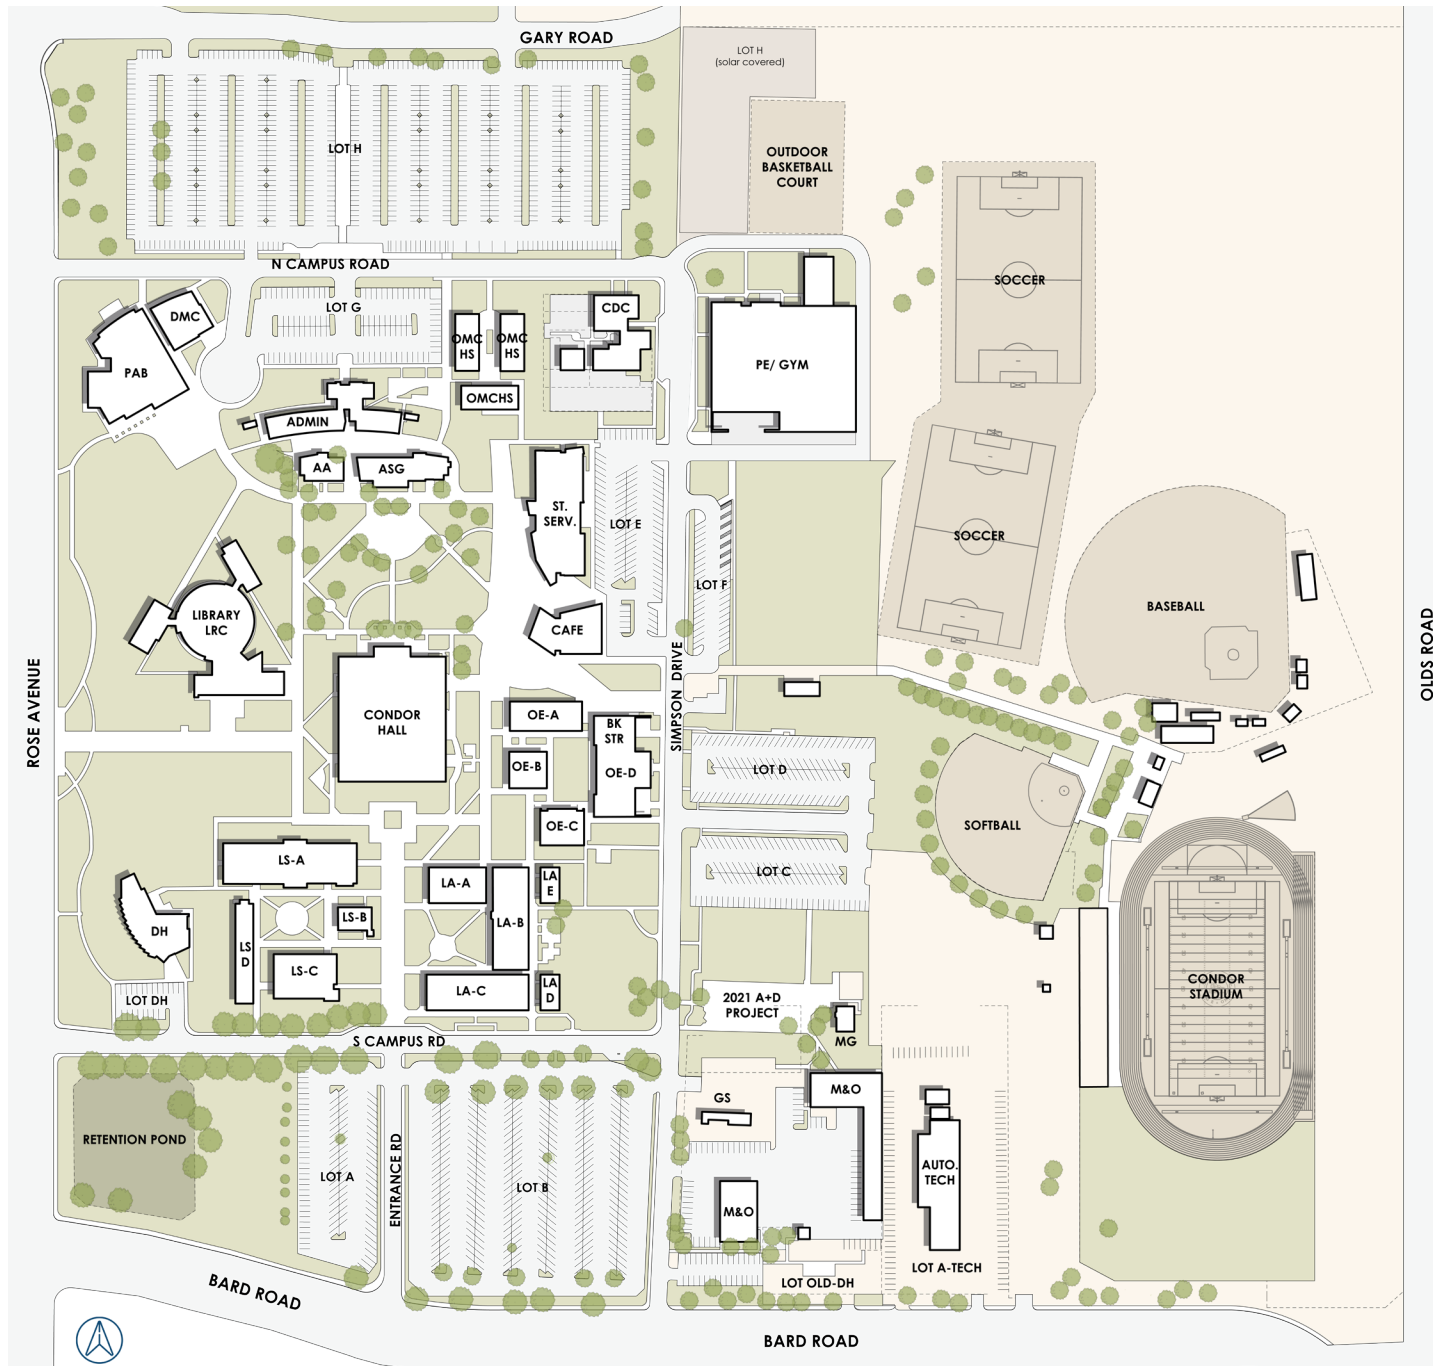 GARY ROAD
LOT H
(solar covered)
LOT H
OUTDOOR
BASKETBALL
COURT
N CAMPUS ROAD
SOCCER
LOT G
DMC
CDC
OMC
HS
OMC
HS
PAB
PE/ GYM
OMCHS
ADMIN
AA
ASG
ST.
SERV.
LOT E
SOCCER
LOT F
BASEBALL
LIBRARY
LRC
CAFE
ROSE AVENUE
SIMPSON DRIVE
OLDS ROAD
CONDOR
HALL
OE-A
BK
STR
OE-B
OE-D
LOT D
OE-C
SOFTBALL
LS-A
LOT C
LA-A
LA
E
LS-B
LA-B
DH
LS
D
LS-C
LA-C
LA
D
CONDOR
STADIUM
LOT DH
2021 A+D
PROJECT
MG
S CAMPUS RD
M&O
GS
RETENTION POND
LOT A
ENTRANCE RD
LOT B
AUTO.
TECH
M&O
LOT A-TECH
LOT OLD-DH
BARD ROAD
BARD ROAD